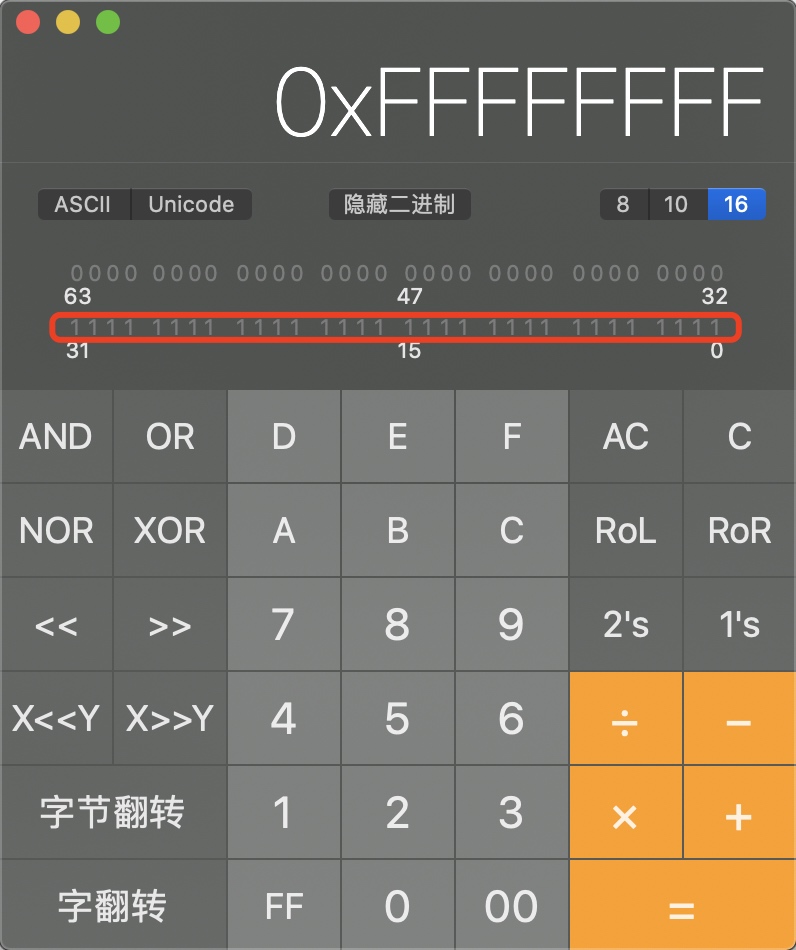 0xFFFFFFFF
ASCII Unicode 隐藏二进制 8 10 16
0000 0000 0000 0000 0000 0000 0000 0000
63 47 32
1111 1111 1111 1111 1111 1111 1111 1111
31 15 0
AND OR D E F AC C
NOR XOR A B C RoL RoR
<< >> 7 8 9 2's 1's
X<<Y X>>Y 4 5 6 ÷ −
字节翻转 1 2 3 × +
字翻转 FF 0 00 =